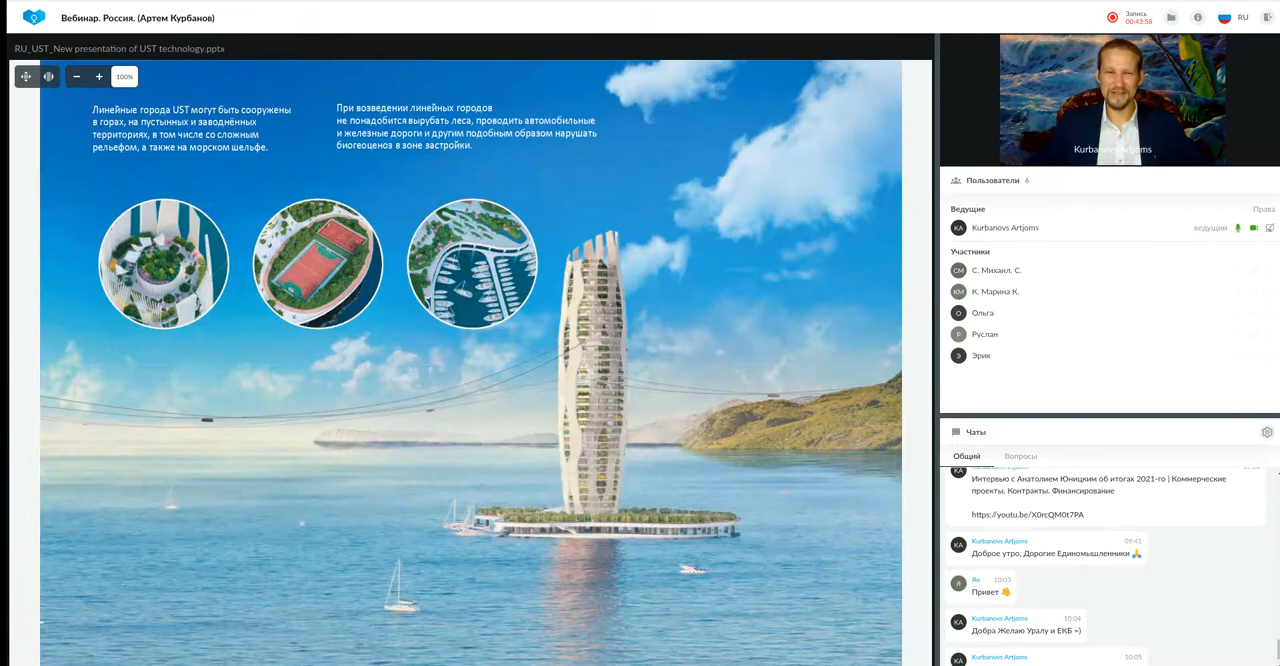 Вебинар. Россия. (Артем Курбанов)
Запись
00:43:58
RU
RU_UST_New presentation of UST technology.pptx
100%
Линейные города UST могут быть сооружены
в горах, на пустынных и заводнённых
территориях, в том числе со сложным
рельефом, а также на морском шельфе.
При возведении линейных городов
не понадобится вырубать леса, проводить автомобильные
и железные дороги и другим подобным образом нарушать
биогеоценоз в зоне застройки.
Kurbanovs Artjoms
Пользователи 6
Ведущие Права
KA Kurbanovs Artjoms ведущий
Участники
СМ С. Михаил. С.
КМ К. Марина К.
О Ольга
Р Руслан
Э Эрик
Чаты
Общий Вопросы
KA Kurbanovs Artjoms
Интервью с Анатолием Юницким об итогах 2021-го | Коммерческие
проекты. Контракты. Финансирование
https://youtu.be/X0rcQM0t7PA
KA Kurbanovs Artjoms 09:41
Доброе утро, Дорогие Единомышленники 🙏
Я Ян 10:03
Привет 👋
KA Kurbanovs Artjoms 10:04
Добра Желаю Уралу и ЕКБ =)
KA Kurbanovs Artjoms 10:05